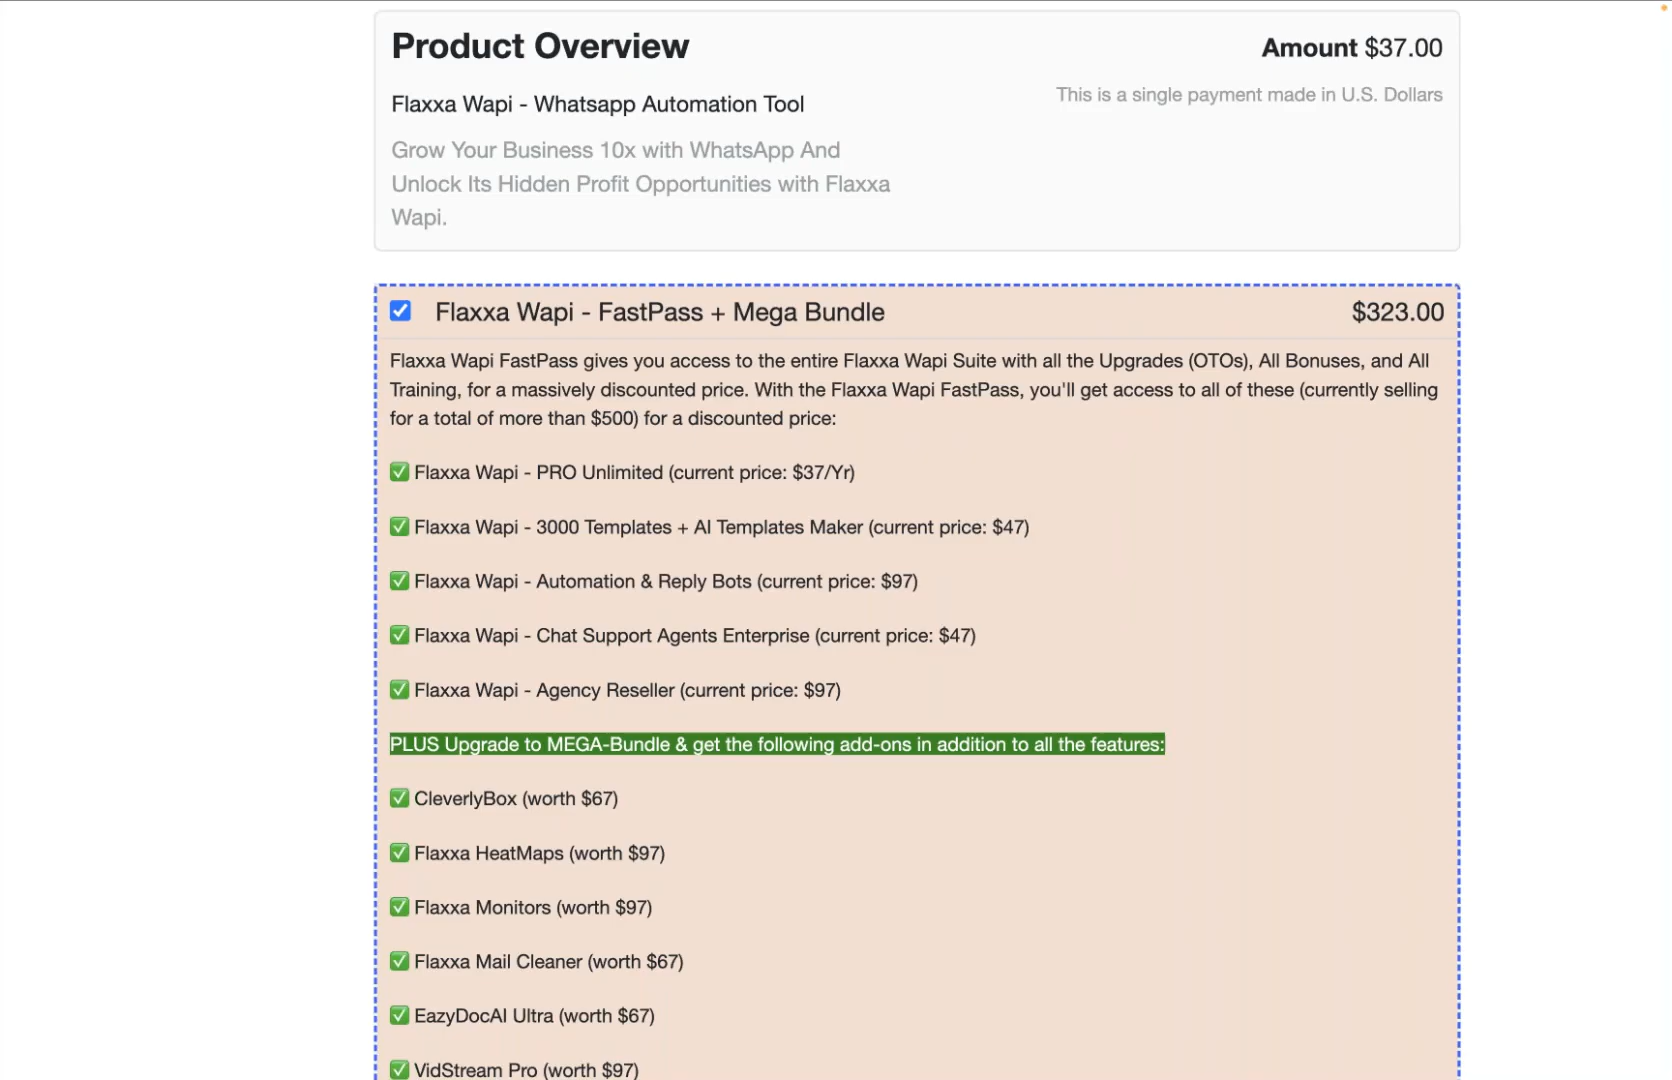 Product Overview
Amount $37.00
Flaxxa Wapi - Whatsapp Automation Tool
This is a single payment made in U.S. Dollars
Grow Your Business 10x with WhatsApp And
Unlock Its Hidden Profit Opportunities with Flaxxa
Wapi.
Flaxxa Wapi - FastPass + Mega Bundle
$323.00
Flaxxa Wapi FastPass gives you access to the entire Flaxxa Wapi Suite with all the Upgrades (OTOs), All Bonuses, and All
Training, for a massively discounted price. With the Flaxxa Wapi FastPass, you'll get access to all of these (currently selling
for a total of more than $500) for a discounted price:
✅ Flaxxa Wapi - PRO Unlimited (current price: $37/Yr)
✅ Flaxxa Wapi - 3000 Templates + AI Templates Maker (current price: $47)
✅ Flaxxa Wapi - Automation & Reply Bots (current price: $97)
✅ Flaxxa Wapi - Chat Support Agents Enterprise (current price: $47)
✅ Flaxxa Wapi - Agency Reseller (current price: $97)
PLUS Upgrade to MEGA-Bundle & get the following add-ons in addition to all the features:
✅ CleverlyBox (worth $67)
✅ Flaxxa HeatMaps (worth $97)
✅ Flaxxa Monitors (worth $97)
✅ Flaxxa Mail Cleaner (worth $67)
✅ EazyDocAI Ultra (worth $67)
✅ VidStream Pro (worth $97)